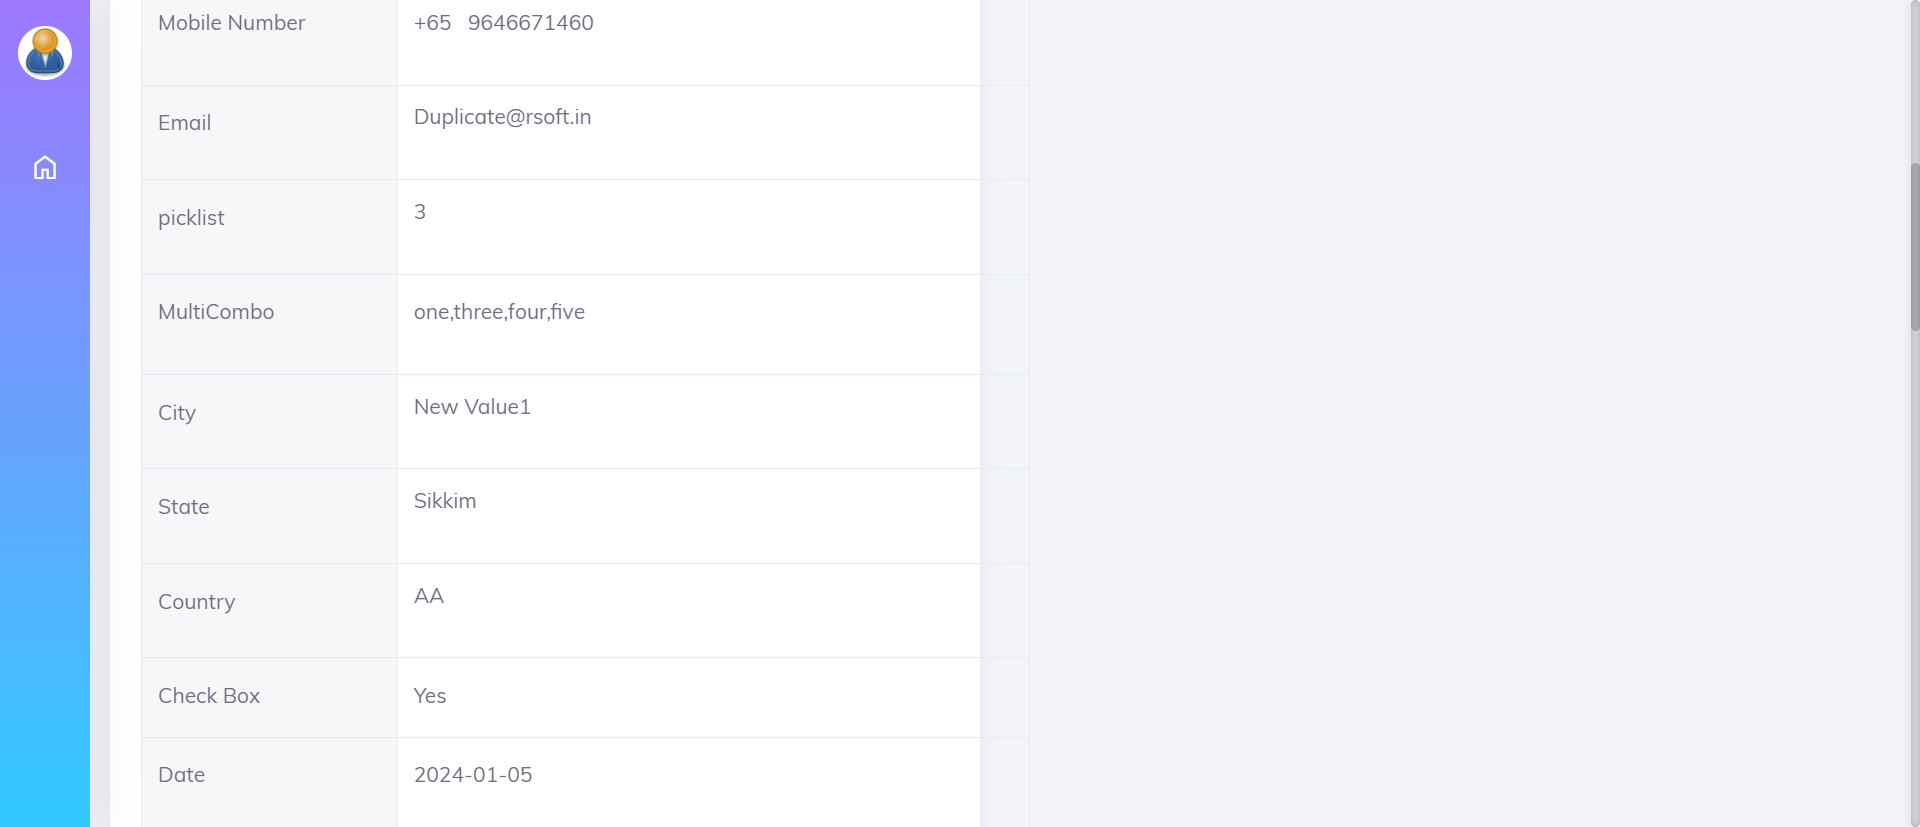 Mobile Number +65 9646671460
Email Duplicate@rsoft.in
picklist 3
MultiCombo one,three,four,five
City New Value1
State Sikkim
Country AA
Check Box Yes
Date 2024-01-05